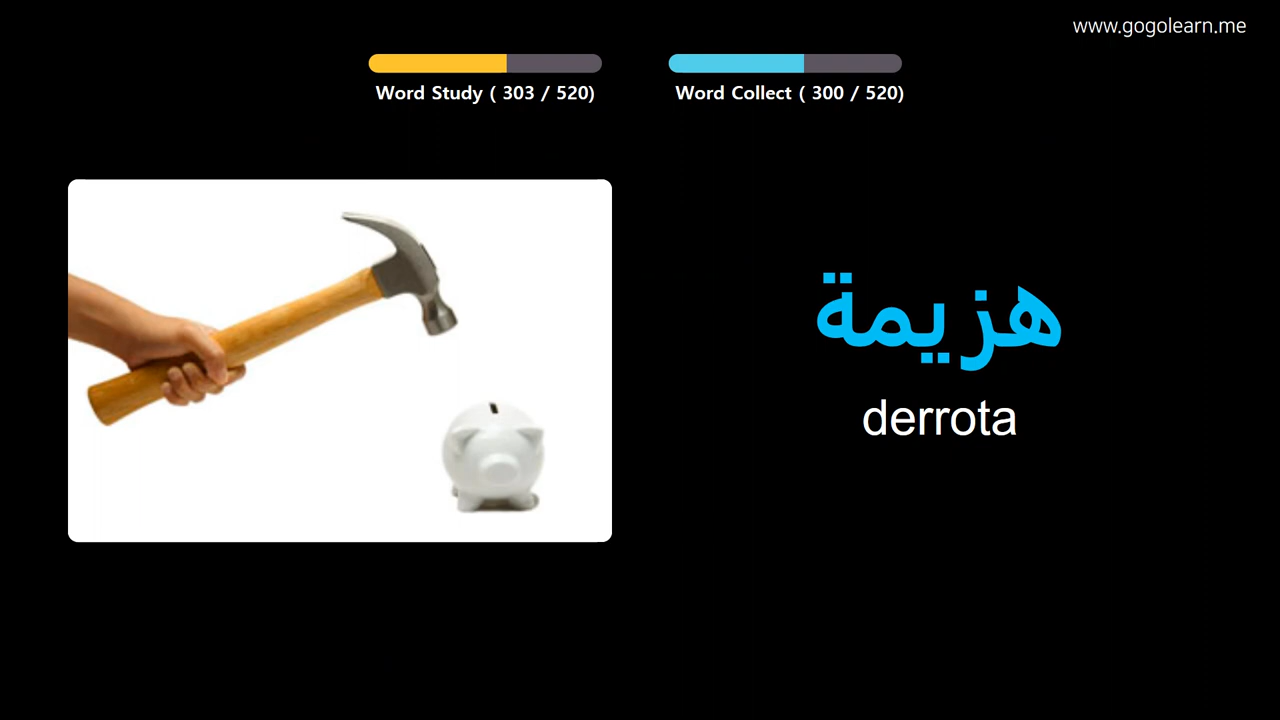 www.gogolearn.me
Word Study ( 303 / 520)
Word Collect ( 300 / 520)
هزيمة
derrota